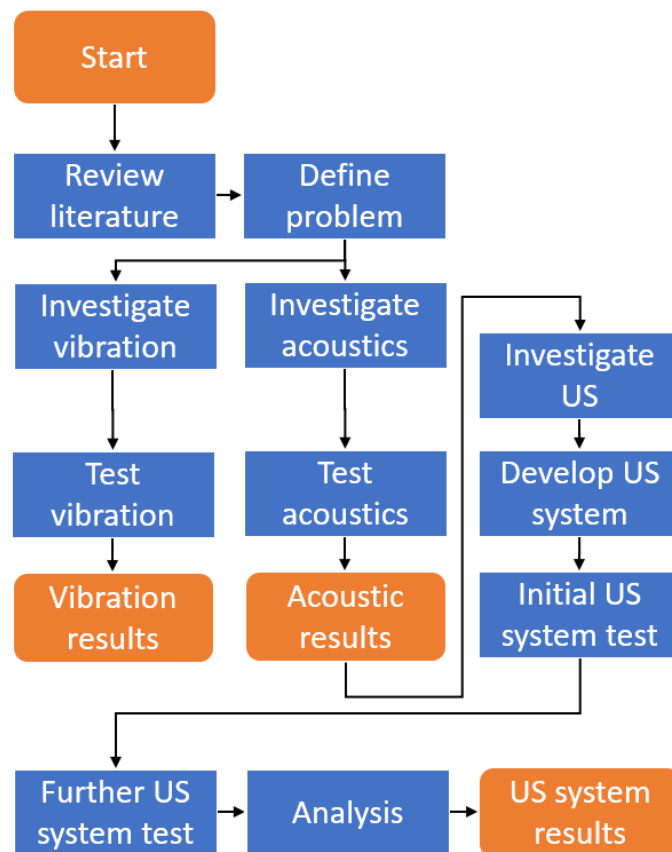 Start
Review
literature
Define
problem
Investigate
vibration
Investigate
acoustics
Test
vibration
Test
acoustics
Vibration
results
Acoustic
results
Investigate
US
Develop US
system
Initial US
system test
Further US
system test
Analysis
US system
results